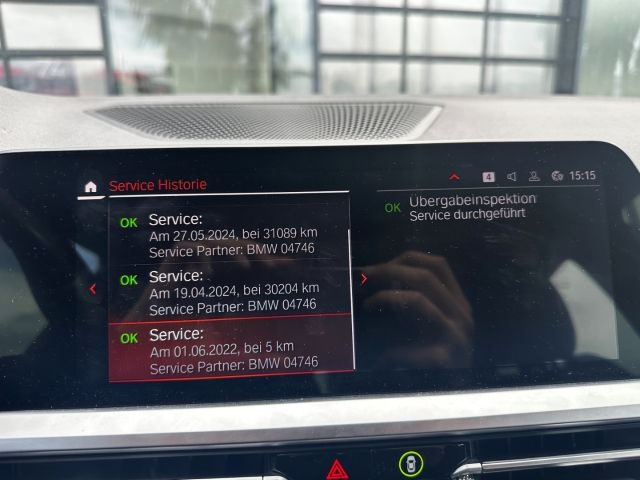 Service Historie
4
15:15
OK Service:
Am 27.05.2024, bei 31089 km
Service Partner: BMW 04746
OK Service:
Am 19.04.2024, bei 30204 km
Service Partner: BMW 04746
OK Service:
Am 01.06.2022, bei 5 km
Service Partner: BMW 04746
OK Übergabeinspektion
Service durchgeführt